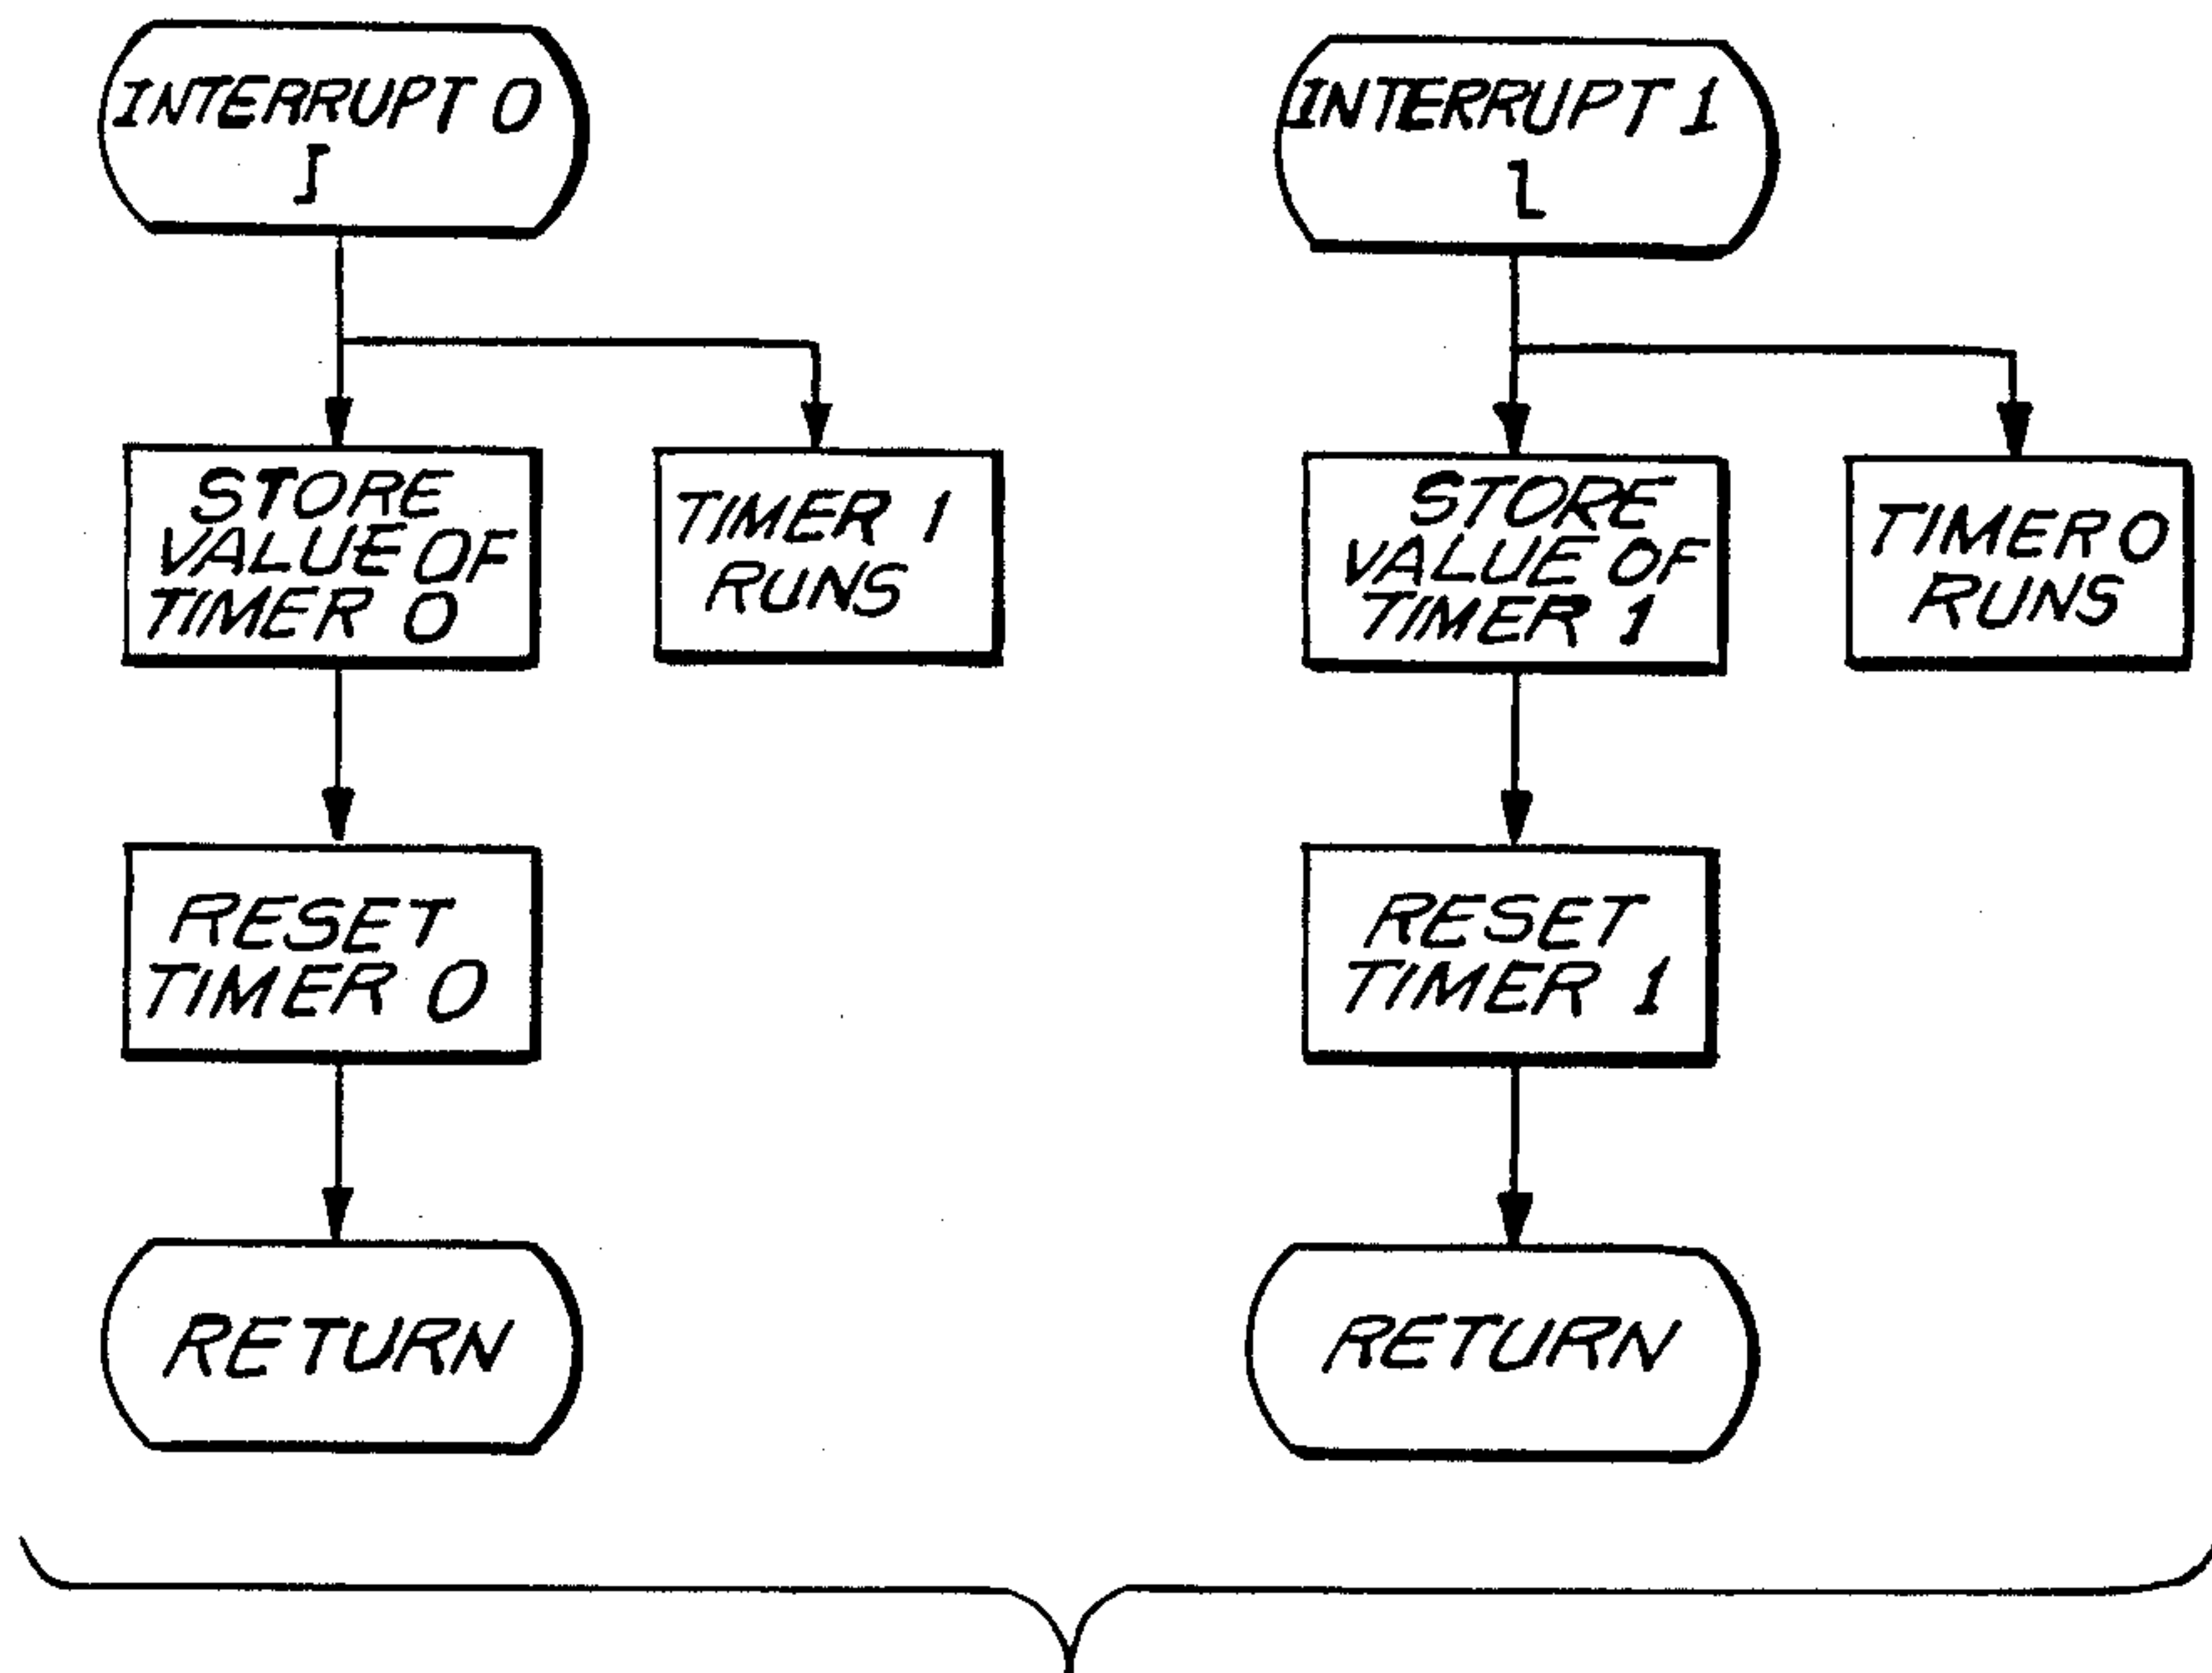 INTERRUPT 0
STORE
VALUE OF
TIMER 0
TIMER 1
RUNS
RESET
TIMER 0
RETURN
INTERRUPT 1
STORE
VALUE OF
TIMER 1
TIMER 0
RUNS
RESET
TIMER 1
RETURN